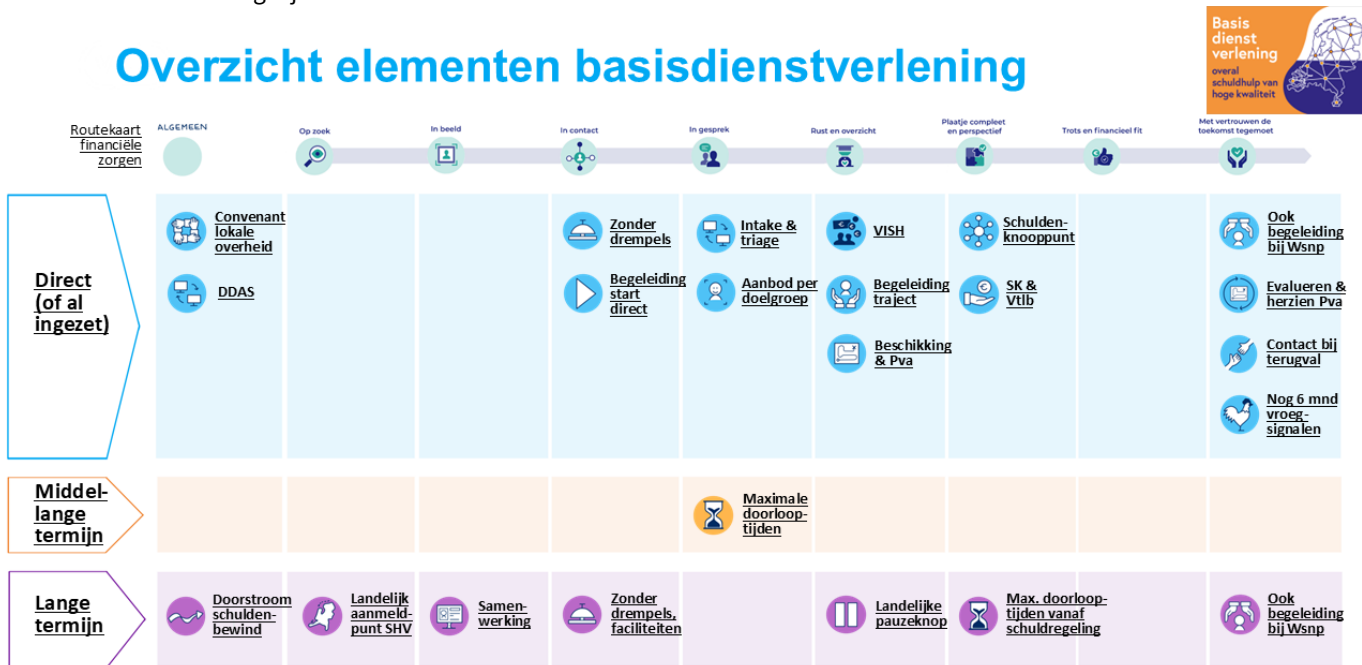 Overzicht elementen basisdienstverlening
Basis
dienst
verlening
overal
schuldhulp van
hoge kwaliteit
Routekaart
financiële
zorgen
ALGEMEEN
Op zoek
In beeld
In contact
In gesprek
Rust en overzicht
Plaatje compleet
en perspectief
Trots en financieel fit
Met vertrouwen de
toekomst tegemoet
Direct
(of al
ingezet)
Convenant
lokale
overheid
DDAS
Zonder
drempels
Begeleiding
start
direct
Intake &
triage
Aanbod per
doelgroep
VISH
Begeleiding
traject
Beschikking
& Pva
Schulden-
knooppunt
SK &
Vtlb
Ook
begeleiding
bij Wsnp
Evalueren &
herzien Pva
Contact bij
terugval
Nog 6 mnd
vroeg-
signalen
Middel-
lange
termijn
Maximale
doorloop-
tijden
Lange
termijn
Doorstroom
schulden-
bewind
Landelijk
aanmeld-
punt SHV
Samen-
werking
Zonder
drempels,
faciliteiten
Landelijke
pauzeknop
Max. doorloop-
tijden vanaf
schuldregeling
Ook
begeleiding
bij Wsnp